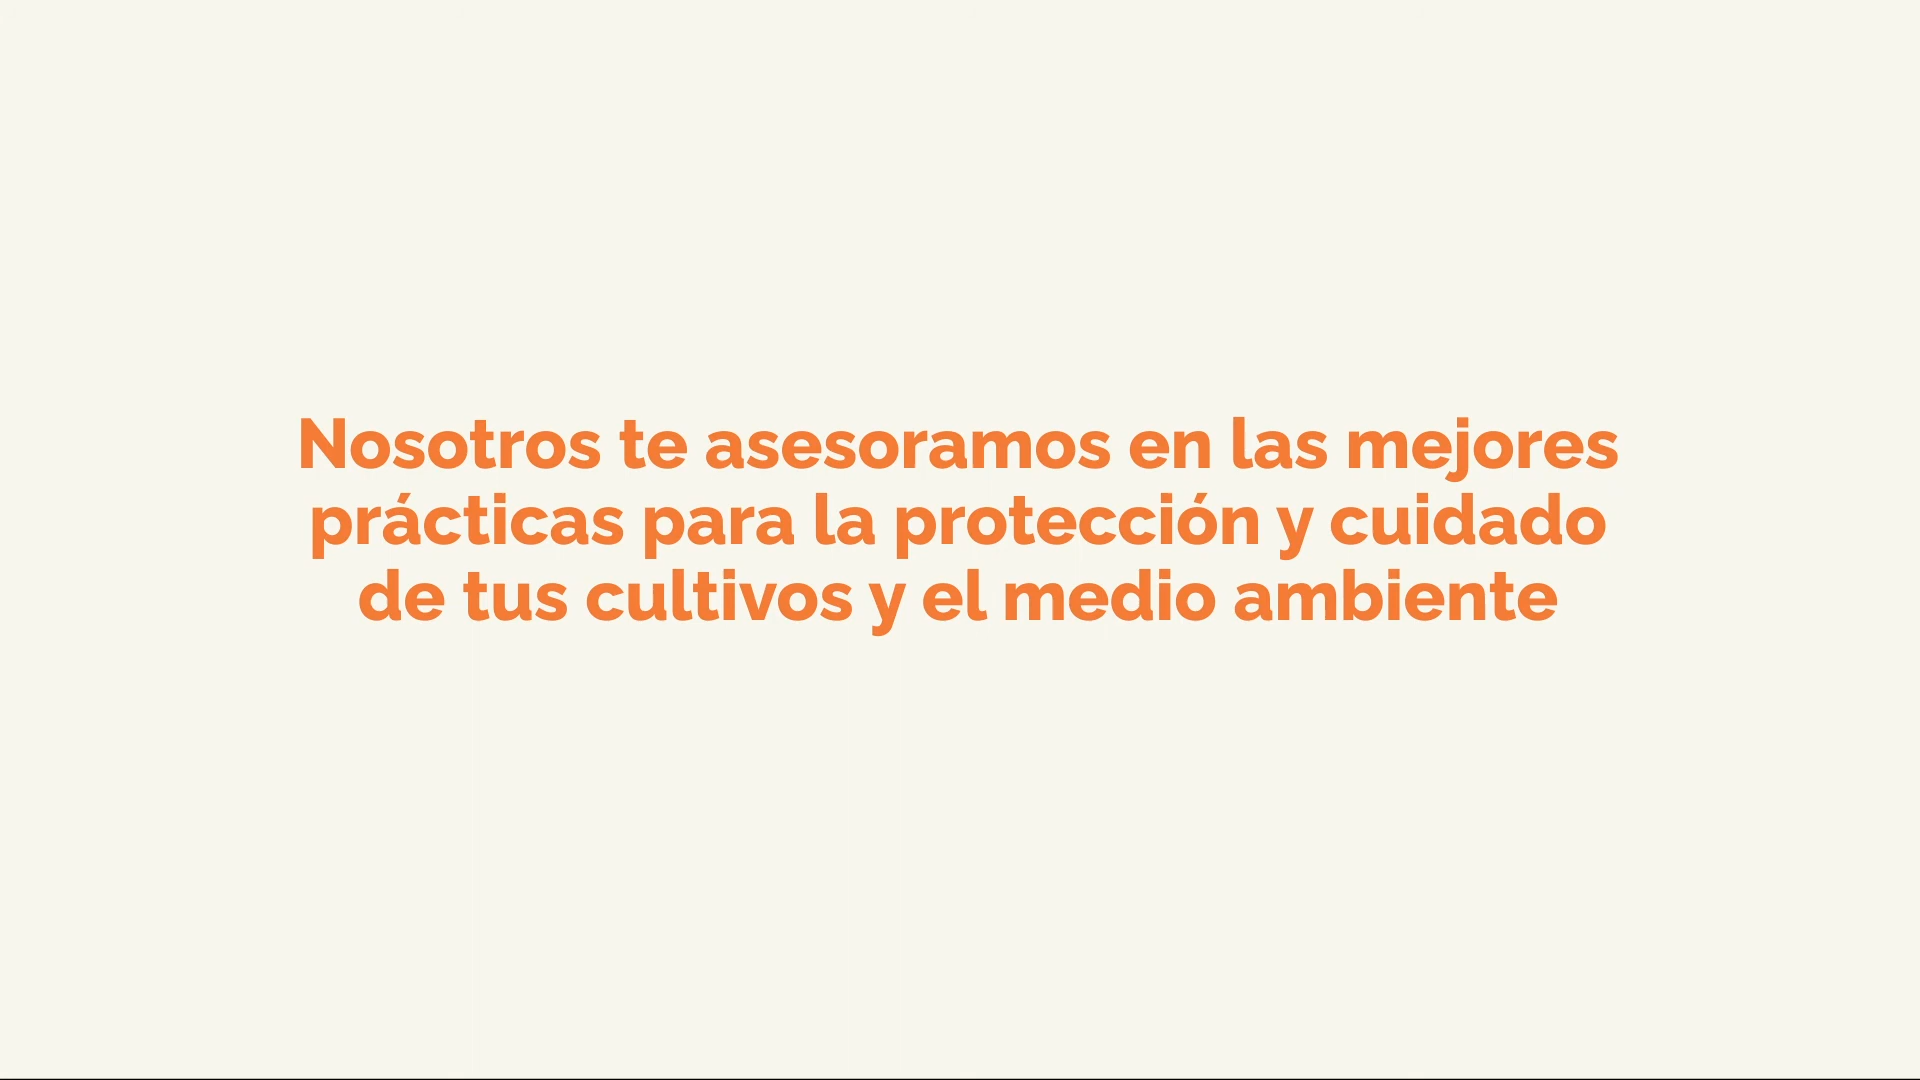 Nosotros te asesoramos en las mejores
prácticas para la protección y cuidado
de tus cultivos y el medio ambiente